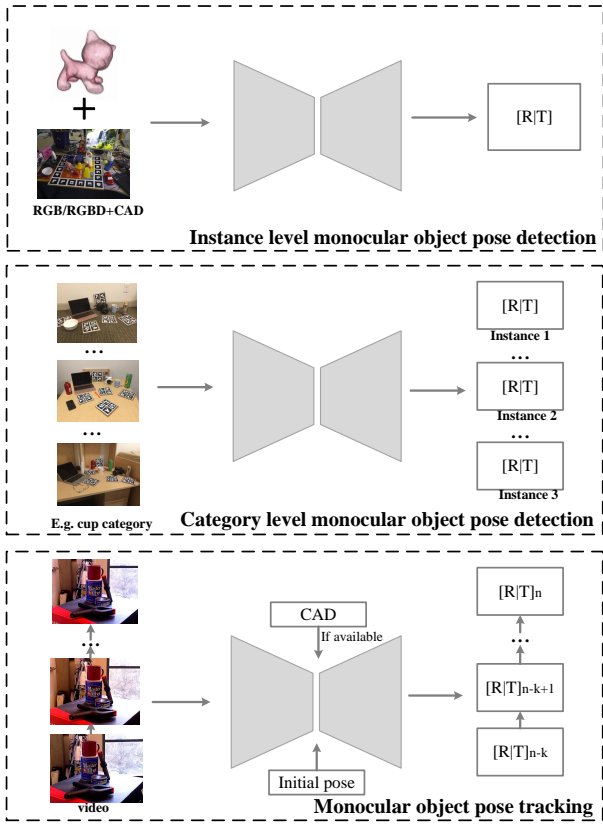 [R|T]
RGB/RGBD+CAD
Instance level monocular object pose detection
[R|T]
Instance 1
...
...
[R|T]
Instance 2
...
...
[R|T]
Instance 3
E.g. cup category
Category level monocular object pose detection
[R|T]n
CAD
If available
...
...
[R|T]n-k+1
[R|T]n-k
Initial pose
video
Monocular object pose tracking